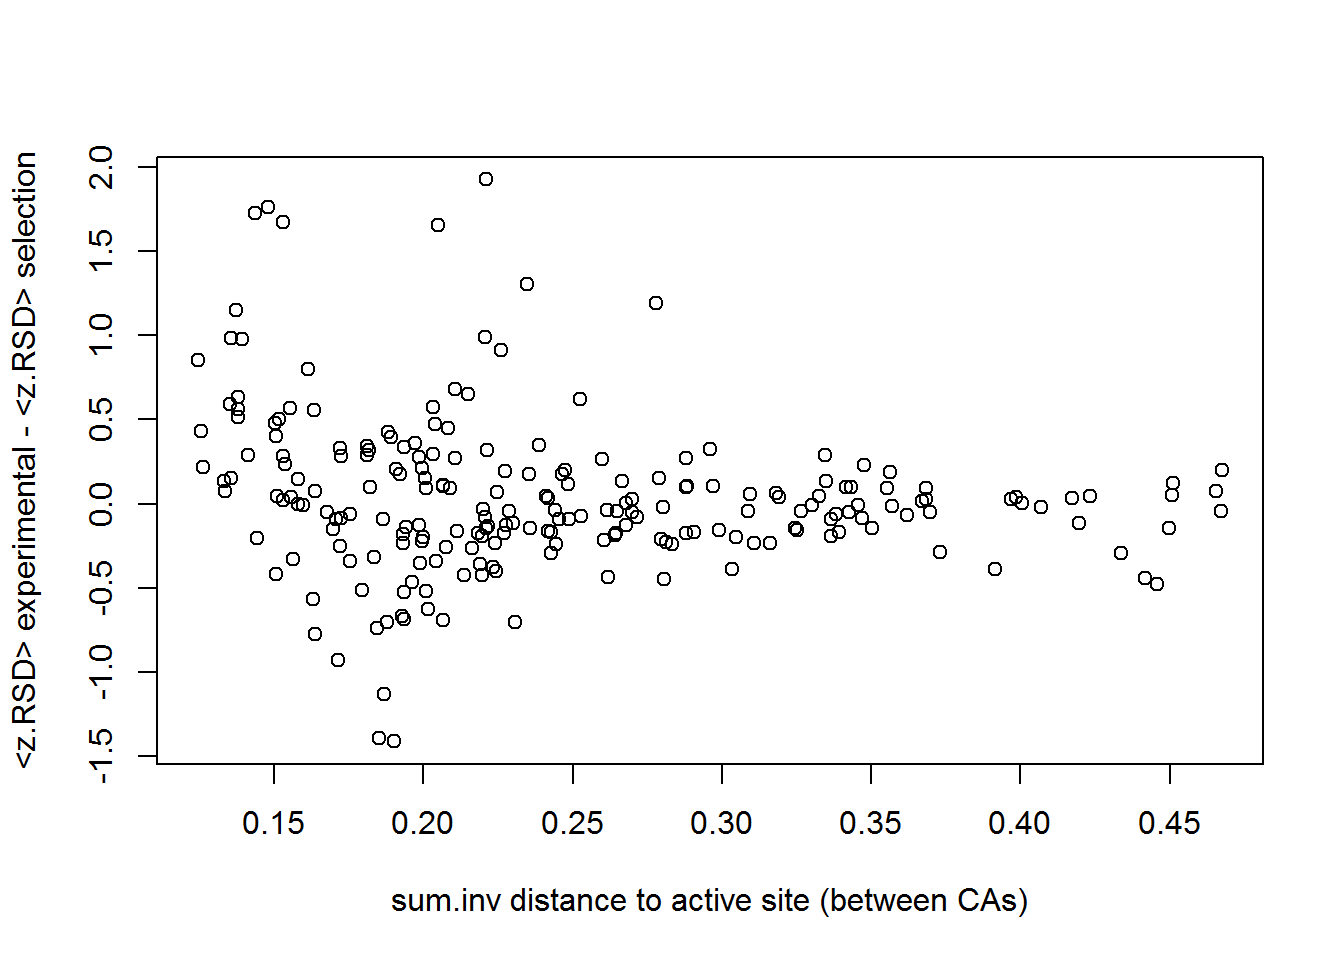 <z.RSD> experimental - <z.RSD> selection
2.0
1.5
1.0
0.5
0.0
-0.5
-1.0
-1.5
0.15 0.20 0.25 0.30 0.35 0.40 0.45
sum.inv distance to active site (between CAs)